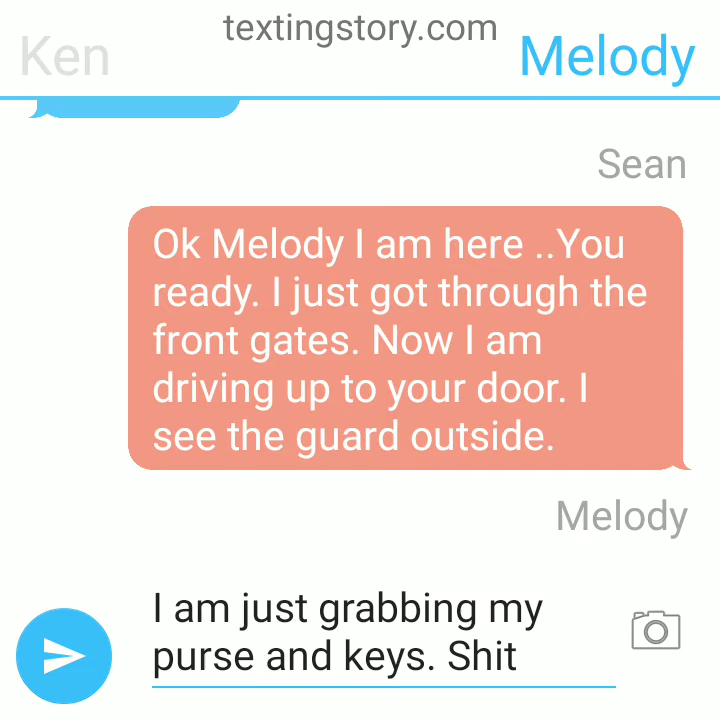 textingstory.com
Ken
Melody
Sean
Ok Melody I am here ..You
ready. I just got through the
front gates. Now I am
driving up to your door. I
see the guard outside.
Melody
I am just grabbing my
purse and keys. Shit